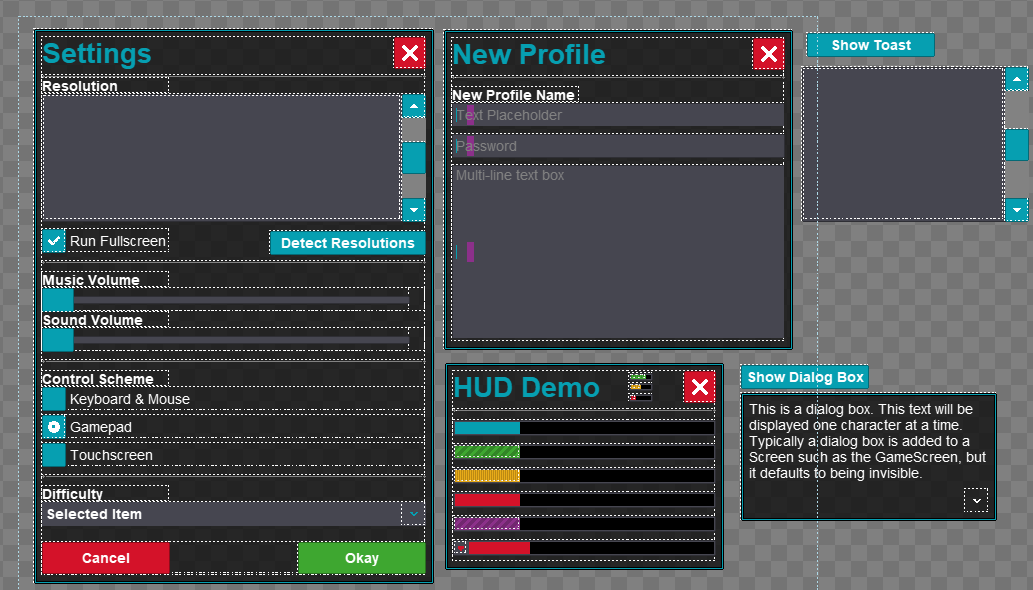 Settings
Resolution
Run Fullscreen
Detect Resolutions
Music Volume
Sound Volume
Control Scheme
Keyboard & Mouse
Gamepad
Touchscreen
Difficulty
Selected Item
Cancel
Okay
New Profile
New Profile Name
Text Placeholder
Password
Multi-line text box
HUD Demo
Show Toast
Show Dialog Box
This is a dialog box. This text will be
displayed one character at a time.
Typically a dialog box is added to a
Screen such as the GameScreen, but
it defaults to being invisible.